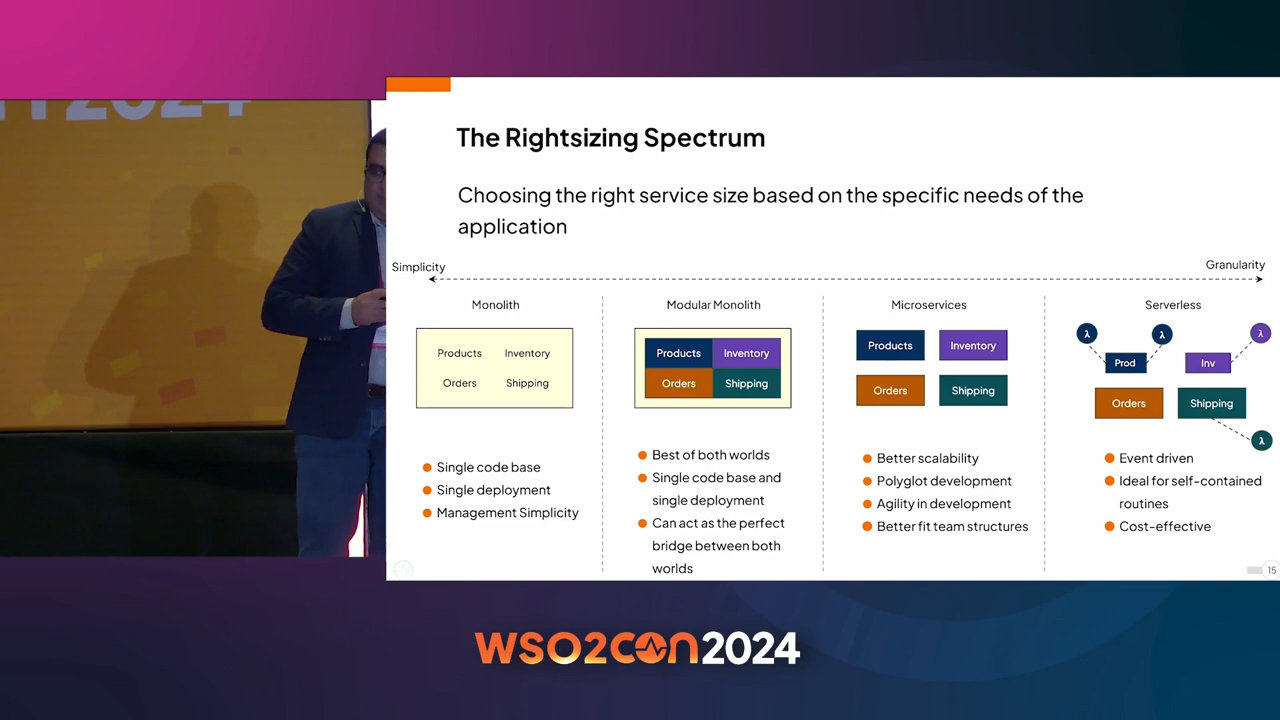 2024
The Rightsizing Spectrum
Choosing the right service size based on the specific needs of the
application
Simplicity
Granularity
Monolith
Products Inventory
Orders Shipping
Single code base
Single deployment
Management Simplicity
Modular Monolith
Products Inventory
Orders Shipping
Best of both worlds
Single code base and
single deployment
Can act as the perfect
bridge between both
worlds
Microservices
Products Inventory
Orders Shipping
Better scalability
Polyglot development
Agility in development
Better fit team structures
Serverless
λ λ λ
Prod Inv
Orders Shipping
λ
Event driven
Ideal for self-contained
routines
Cost-effective
15
WSO2CON2024